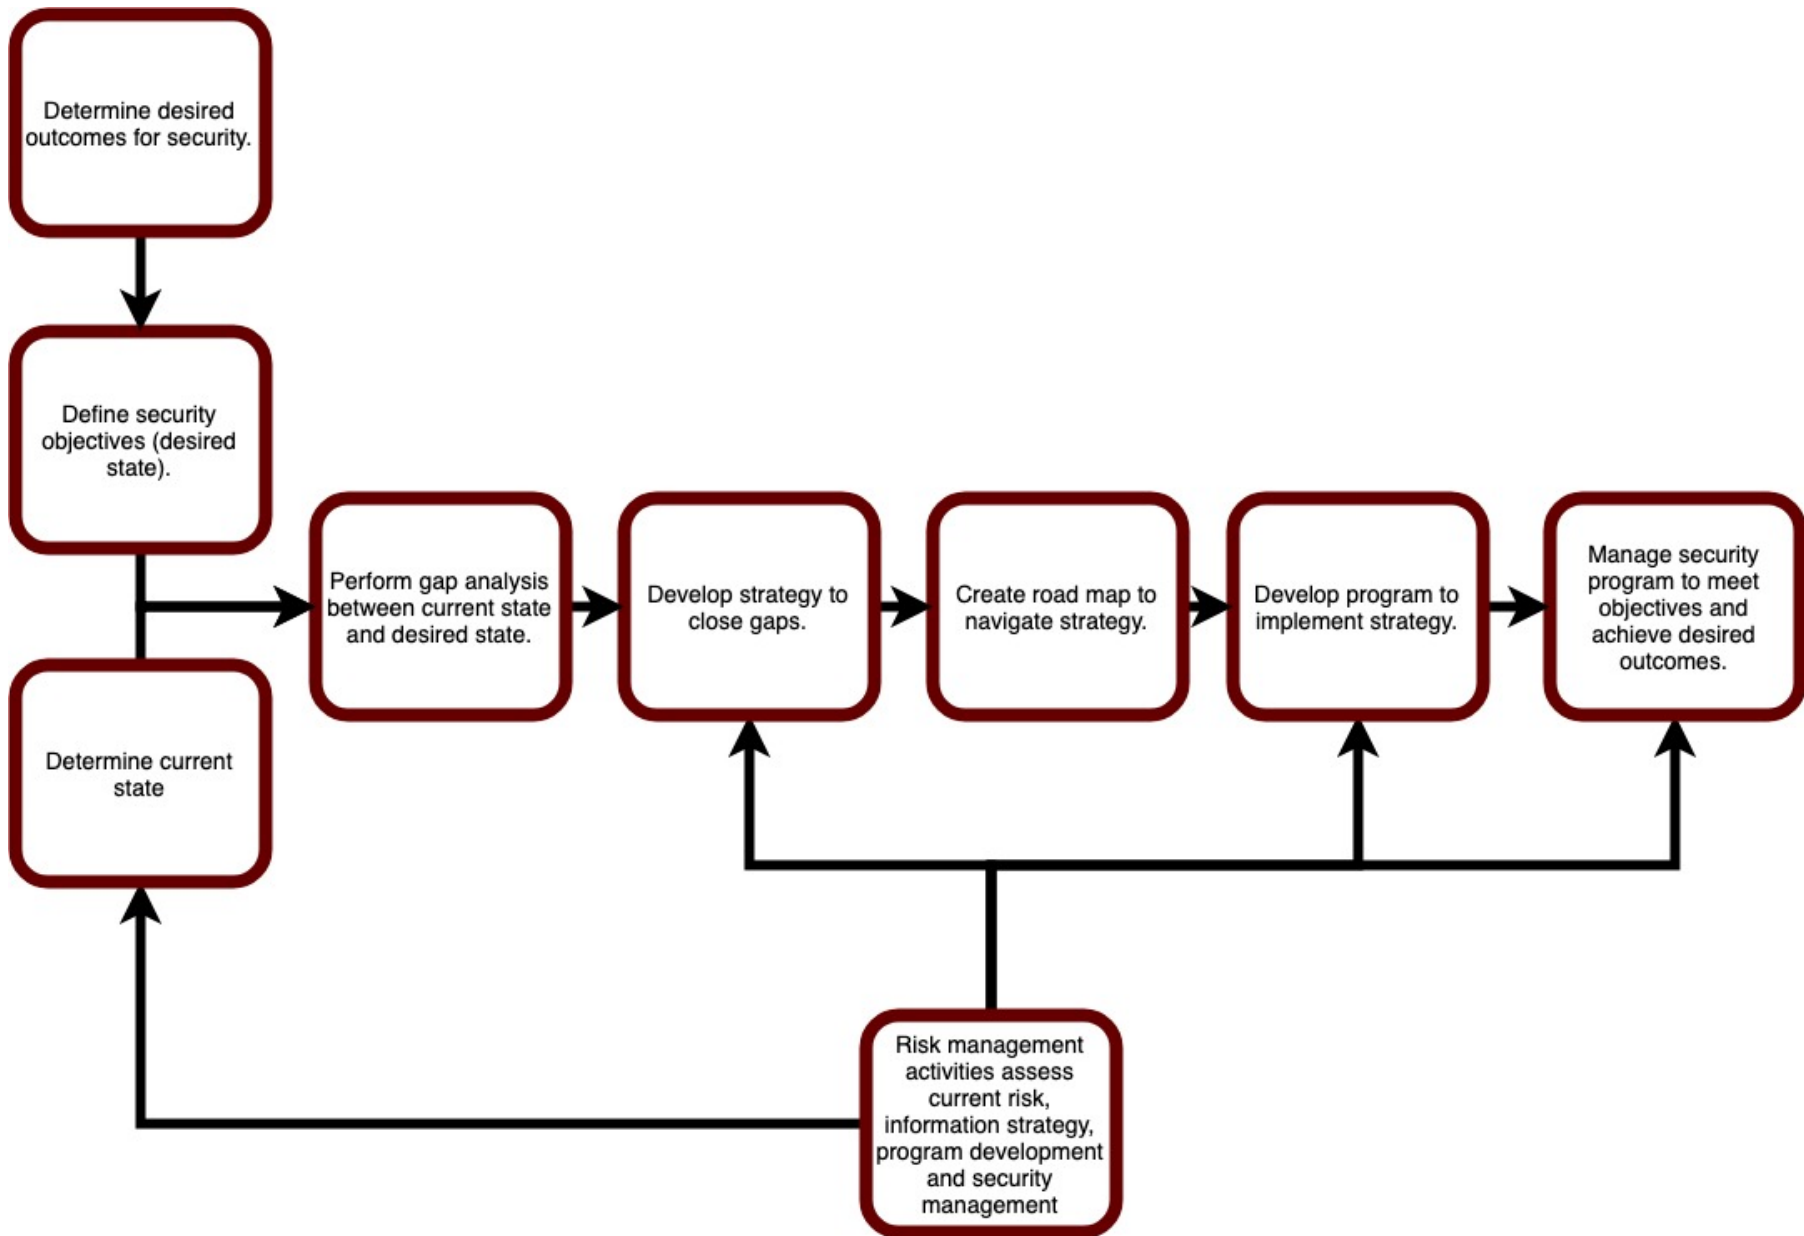 Determine desired
outcomes for security.
Define security
objectives (desired
state).
Determine current
state
Perform gap analysis
between current state
and desired state.
Develop strategy to
close gaps.
Create road map to
navigate strategy.
Develop program to
implement strategy.
Manage security
program to meet
objectives and
achieve desired
outcomes.
Risk management
activities assess
current risk,
information strategy,
program development
and security
management